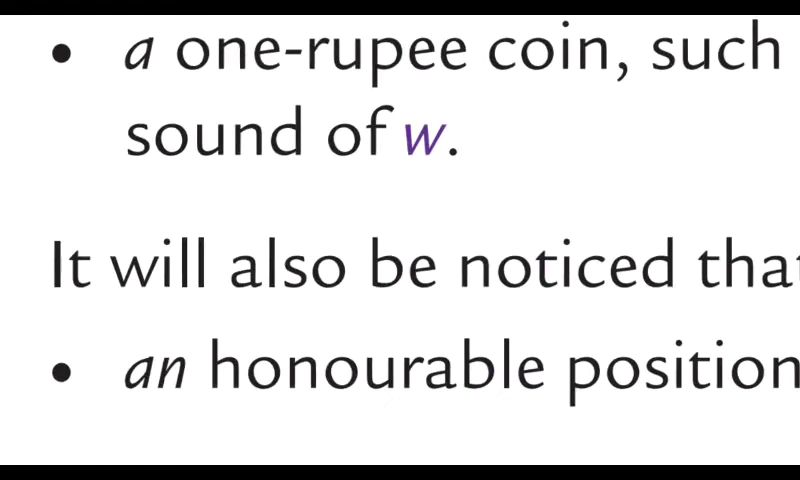 • a one-rupee coin, such
sound of w.
It will also be noticed that
• an honourable position